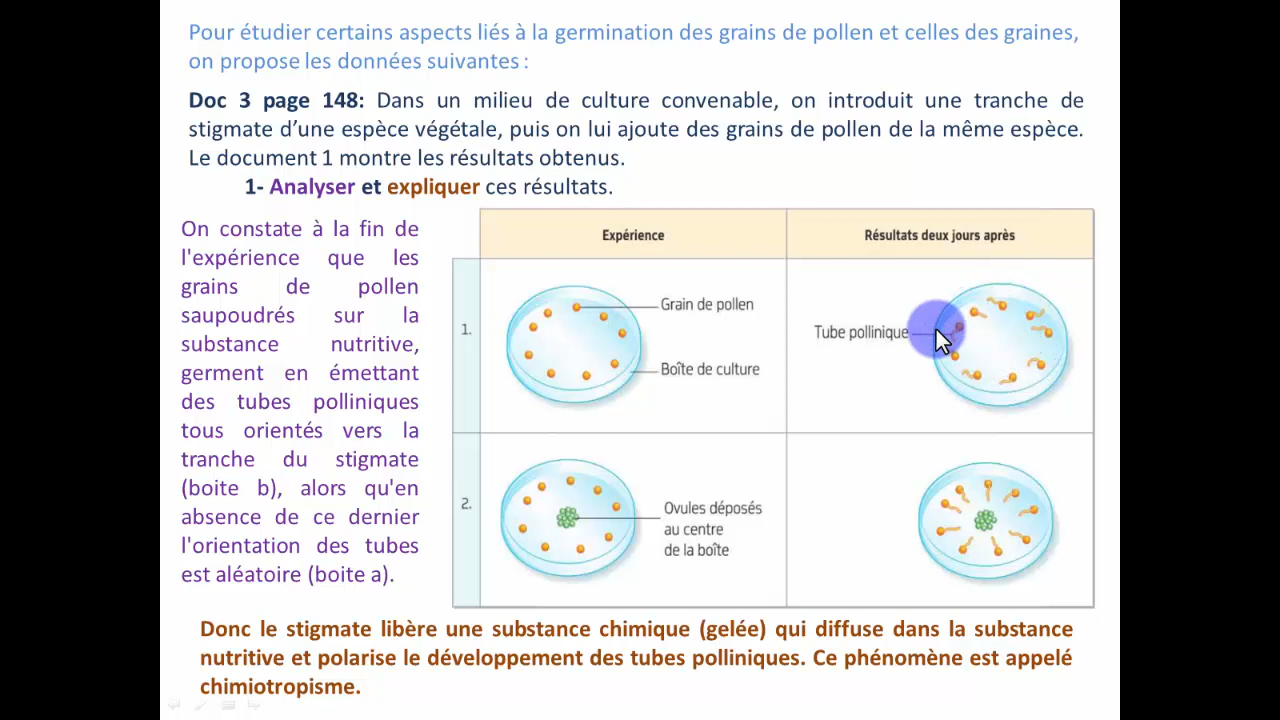 Pour étudier certains aspects liés à la germination des grains de pollen et celles des graines,
on propose les données suivantes :
Doc 3 page 148: Dans un milieu de culture convenable, on introduit une tranche de
stigmate d’une espèce végétale, puis on lui ajoute des grains de pollen de la même espèce.
Le document 1 montre les résultats obtenus.
1- Analyser et expliquer ces résultats.
On constate à la fin de
l'expérience que les
grains de pollen
saupoudrés sur la
substance nutritive,
germent en émettant
des tubes polliniques
tous orientés vers la
tranche du stigmate
(boite b), alors qu'en
absence de ce dernier
l'orientation des tubes
est aléatoire (boite a).
Expérience
Résultats deux jours après
1.
Grain de pollen
Boîte de culture
Tube pollinique
2.
Ovules déposés
au centre
de la boîte
Donc le stigmate libère une substance chimique (gelée) qui diffuse dans la substance
nutritive et polarise le développement des tubes polliniques. Ce phénomène est appelé
chimiotropisme.